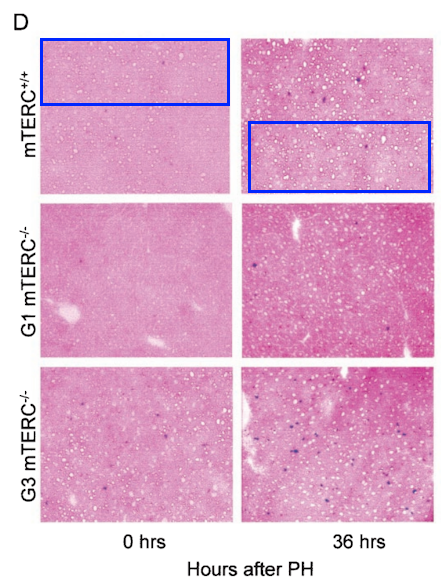 D
mTERC+/+
G1 mTERC-/-
G3 mTERC-/-
0 hrs
36 hrs
Hours after PH